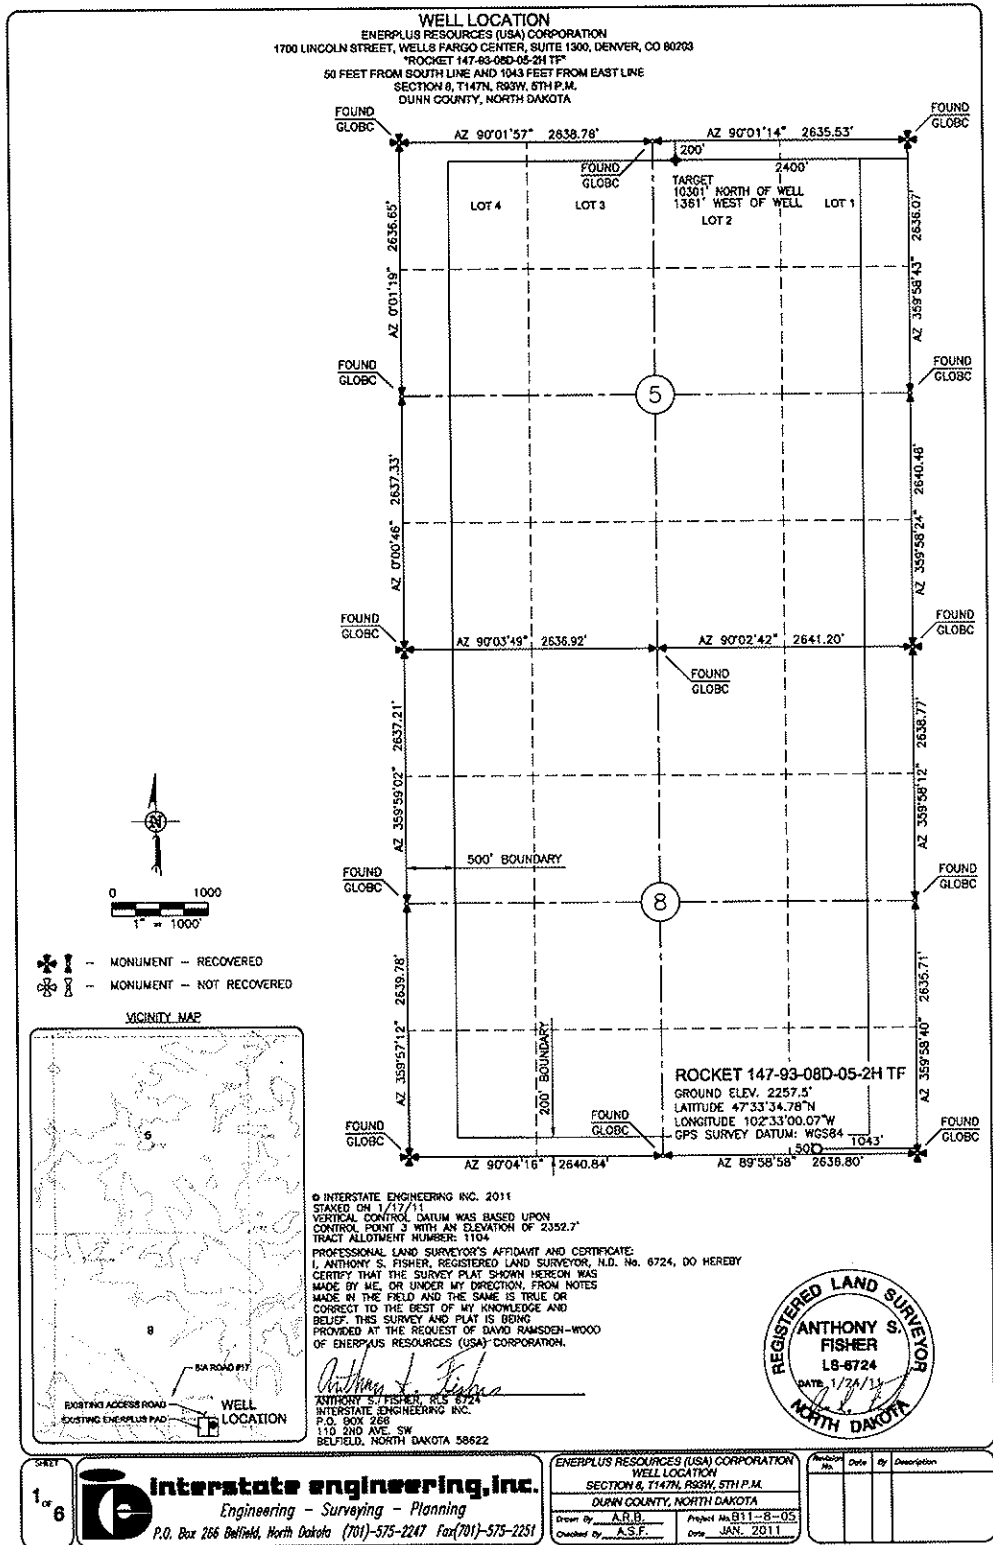 WELL LOCATION
ENERPLUS RESOURCES (USA) CORPORATION
1700 LINCOLN STREET, WELLS FARGO CENTER, SUITE 1300, DENVER, CO 80203
"ROCKET 147-93-08D-05-2H TF"
50 FEET FROM SOUTH LINE AND 1043 FEET FROM EAST LINE
SECTION 8, T147N, R93W, 5TH P.M.
DUNN COUNTY, NORTH DAKOTA
FOUND
GLOBC
AZ 90°01'57" 2638.78'
AZ 90°01'14" 2635.53'
FOUND
GLOBC
FOUND
GLOBC
200'
2400'
TARGET
10301' NORTH OF WELL
1361' WEST OF WELL
LOT 4
LOT 3
LOT 2
LOT 1
AZ 0°01'19" 2636.65'
AZ 359°58'43" 2636.07'
FOUND
GLOBC
5
FOUND
GLOBC
AZ 0°00'46" 2637.33'
AZ 359°58'24" 2640.48'
FOUND
GLOBC
AZ 90°03'49" 2636.92'
AZ 90°02'42" 2641.20'
FOUND
GLOBC
FOUND
GLOBC
AZ 359°59'02" 2637.21'
AZ 359°58'12" 2638.77'
N
500' BOUNDARY
FOUND
GLOBC
8
FOUND
GLOBC
0 1000
1" = 1000'
- MONUMENT - RECOVERED
- MONUMENT - NOT RECOVERED
AZ 359°57'12" 2639.78'
AZ 359°58'40" 2635.71'
200' BOUNDARY
ROCKET 147-93-08D-05-2H TF
GROUND ELEV. 2257.5'
LATITUDE 47°33'34.78"N
LONGITUDE 102°33'00.07"W
GPS SURVEY DATUM: WGS84
1043'
50'
FOUND
GLOBC
FOUND
GLOBC
FOUND
GLOBC
AZ 90°04'16" 2640.84'
AZ 89°58'58" 2636.80'
VICINITY MAP
8
BIA ROAD #17
EXISTING ACCESS ROAD
EXISTING ENERPLUS PAD
WELL
LOCATION
© INTERSTATE ENGINEERING INC. 2011
STAKED ON 1/17/11
VERTICAL CONTROL DATUM WAS BASED UPON
CONTROL POINT 3 WITH AN ELEVATION OF 2352.7'
TRACT ALLOTMENT NUMBER: 1104
PROFESSIONAL LAND SURVEYOR'S AFFIDAVIT AND CERTIFICATE:
I, ANTHONY S. FISHER, REGISTERED LAND SURVEYOR, N.D. No. 6724, DO HEREBY
CERTIFY THAT THE SURVEY PLAT SHOWN HEREON WAS
MADE BY ME, OR UNDER MY DIRECTION, FROM NOTES
MADE IN THE FIELD AND THE SAME IS TRUE OR
CORRECT TO THE BEST OF MY KNOWLEDGE AND
BELIEF. THIS SURVEY AND PLAT IS BEING
PROVIDED AT THE REQUEST OF DAVID RAMSDEN-WOOD
OF ENERPLUS RESOURCES (USA) CORPORATION.
Anthony S. Fisher
ANTHONY S. FISHER, RLS 6724
INTERSTATE ENGINEERING INC.
P.O. BOX 266
110 2ND AVE. SW
BELFIELD, NORTH DAKOTA 58622
REGISTERED LAND SURVEYOR
ANTHONY S.
FISHER
LS-6724
DATE 1/24/11
NORTH DAKOTA
SHEET
1 OF 6
interstate engineering, inc.
Engineering - Surveying - Planning
P.O. Box 266 Belfield, North Dakota (701)-575-2247 Fax(701)-575-2251
ENERPLUS RESOURCES (USA) CORPORATION
WELL LOCATION
SECTION 8, T147N, R93W, 5TH P.M.
DUNN COUNTY, NORTH DAKOTA
Drawn By A.R.B. Project No. B11-8-05
Checked By A.S.F. Date JAN. 2011
Revision No. Date By Description